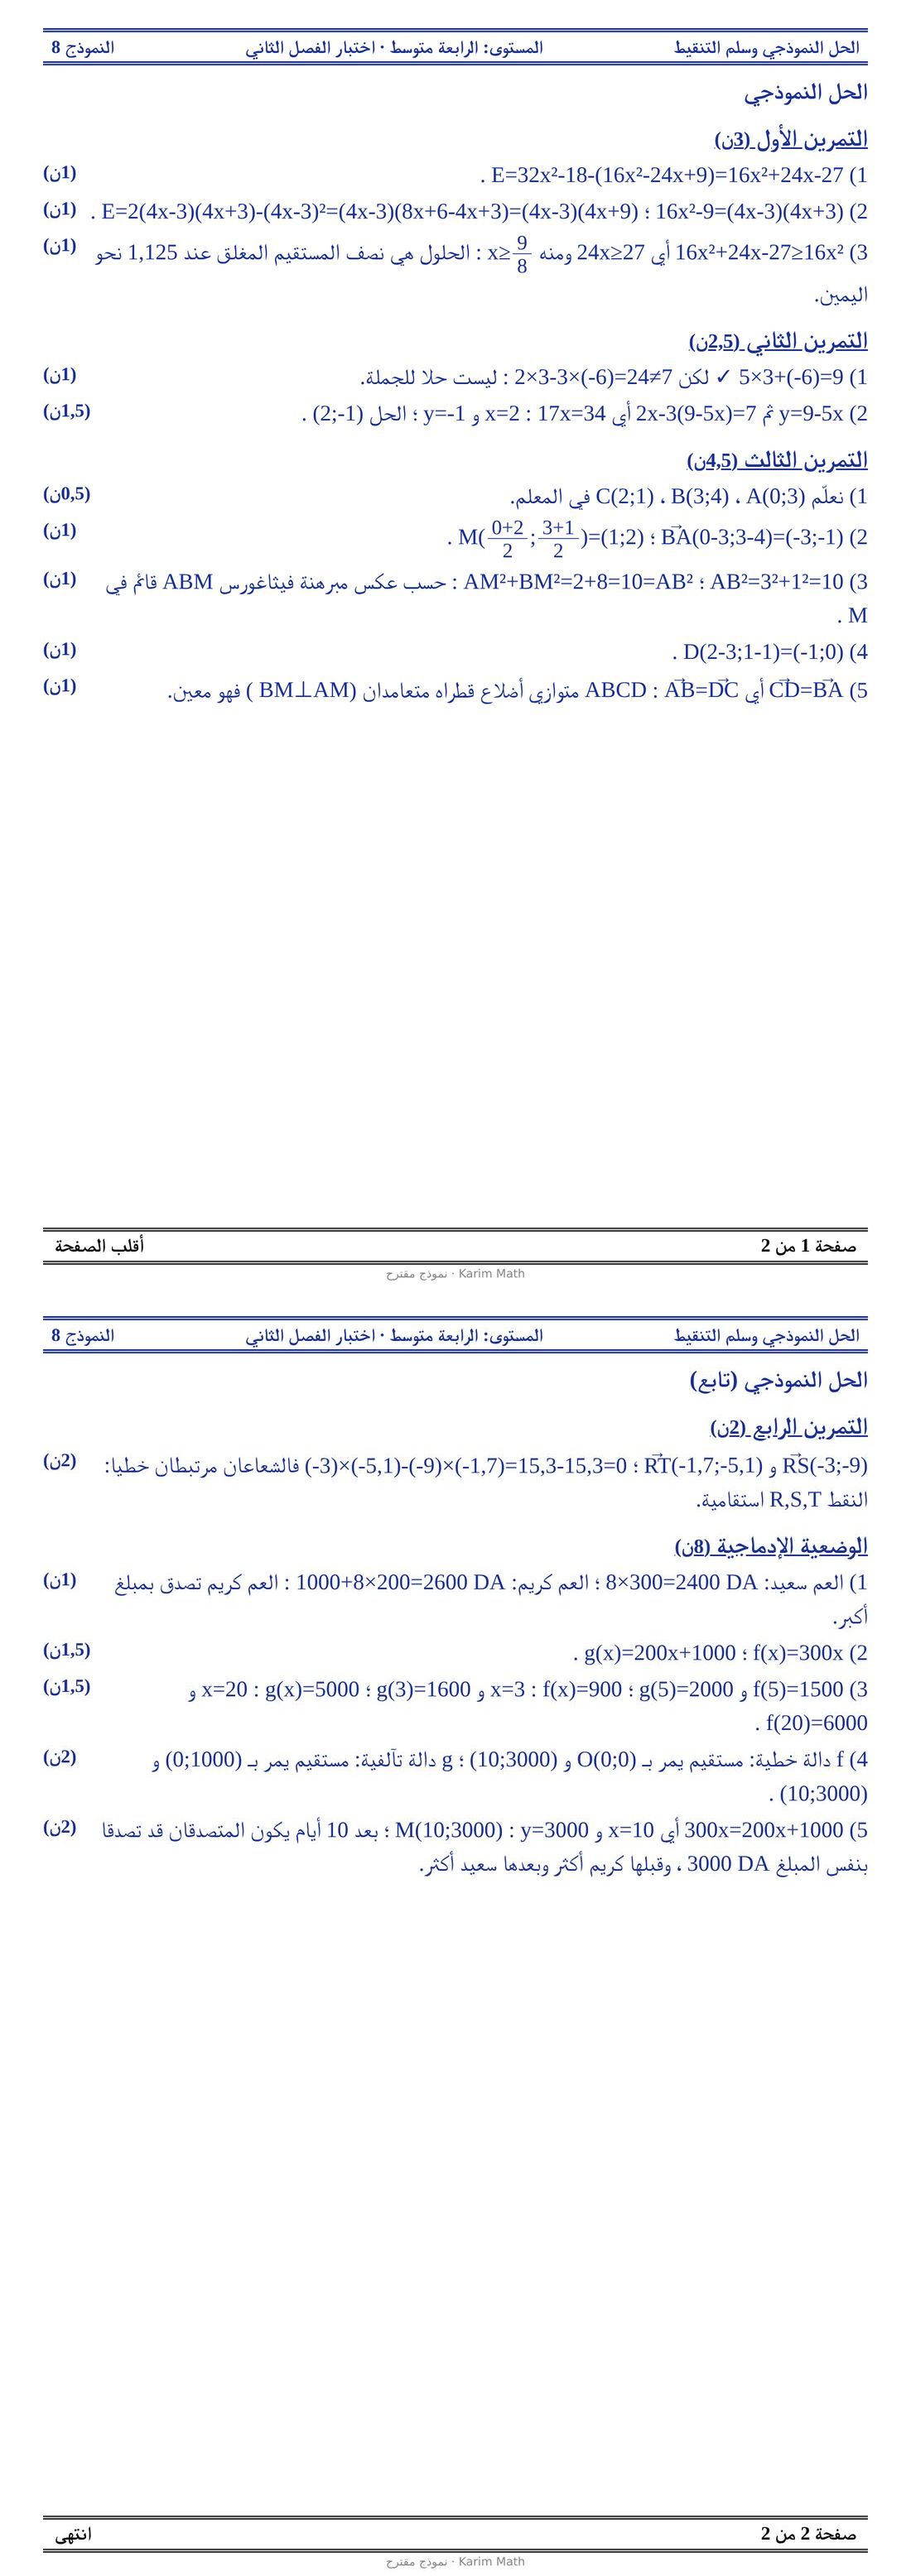 الحل النموذجي وسلم التنقيط المستوى: الرابعة متوسط · اختبار الفصل الثاني النموذج 8
الحل النموذجي
التمرين الأول (3ن)
1) E=32x²-18-(16x²-24x+9)=16x²+24x-27 . (1ن)
2) 16x²-9=(4x-3)(4x+3) ؛ E=2(4x-3)(4x+3)-(4x-3)²=(4x-3)(8x+6-4x+3)=(4x-3)(4x+9) . (1ن)
3) 16x²+24x-27≥16x² أي 24x≥27 ومنه x≥9/8 : الحلول هي نصف المستقيم المغلق عند 1,125 نحو (1ن)
اليمين.
التمرين الثاني (2,5ن)
1) 5×3+(-6)=9 ✓ لكن 2×3-3×(-6)=24≠7 : ليست حلا للجملة. (1ن)
2) y=9-5x ثم 2x-3(9-5x)=7 أي 17x=34 : x=2 و y=-1 ؛ الحل (2;-1) . (1,5ن)
التمرين الثالث (4,5ن)
1) نعلّم A(0;3) ، B(3;4) ، C(2;1) في المعلم. (0,5ن)
2) B⃗A(0-3;3-4)=(-3;-1) ؛ M(0+2/2;3+1/2)=(1;2) . (1ن)
3) AB²=3²+1²=10 ؛ AM²+BM²=2+8=10=AB² : حسب عكس مبرهنة فيثاغورس ABM قائم في (1ن)
M .
4) D(2-3;1-1)=(-1;0) . (1ن)
5) C⃗D=B⃗A أي A⃗B=D⃗C : ABCD متوازي أضلاع قطراه متعامدان (BM⊥AM ) فهو معين. (1ن)
صفحة 1 من 2 أقلب الصفحة
Karim Math · نموذج مقترح
الحل النموذجي وسلم التنقيط المستوى: الرابعة متوسط · اختبار الفصل الثاني النموذج 8
الحل النموذجي (تابع)
التمرين الرابع (2ن)
R⃗S(-3;-9) و R⃗T(-1,7;-5,1) ؛ (-3)×(-5,1)-(-9)×(-1,7)=15,3-15,3=0 فالشعاعان مرتبطان خطيا: (2ن)
النقط R,S,T استقامية.
الوضعية الإدماجية (8ن)
1) العم سعيد: 8×300=2400 DA ؛ العم كريم: 1000+8×200=2600 DA : العم كريم تصدق بمبلغ (1ن)
أكبر.
2) f(x)=300x ؛ g(x)=200x+1000 . (1,5ن)
3) f(5)=1500 و g(5)=2000 ؛ f(x)=900 : x=3 و g(3)=1600 ؛ g(x)=5000 : x=20 و (1,5ن)
f(20)=6000 .
4) f دالة خطية: مستقيم يمر بـ O(0;0) و (10;3000) ؛ g دالة تآلفية: مستقيم يمر بـ (0;1000) و (2ن)
(10;3000) .
5) 300x=200x+1000 أي x=10 و y=3000 : M(10;3000) ؛ بعد 10 أيام يكون المتصدقان قد تصدقا (2ن)
بنفس المبلغ 3000 DA ، وقبلها كريم أكثر وبعدها سعيد أكثر.
صفحة 2 من 2 انتهى
Karim Math · نموذج مقترح